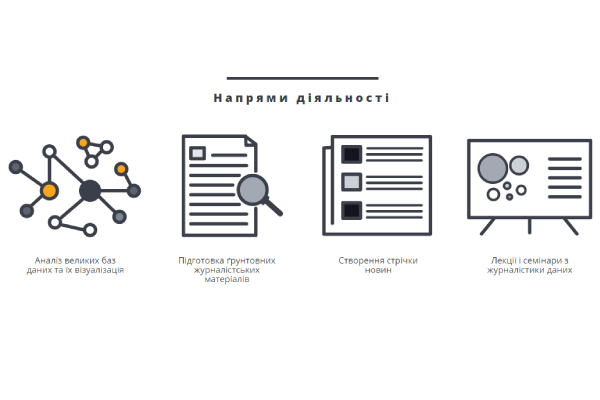 Напрями діяльності
Аналіз великих баз
даних та їх візуалізація
Підготовка ґрунтовних
журналістських
матеріалів
Створення стрічки
новин
Лекції і семінари з
журналістики даних